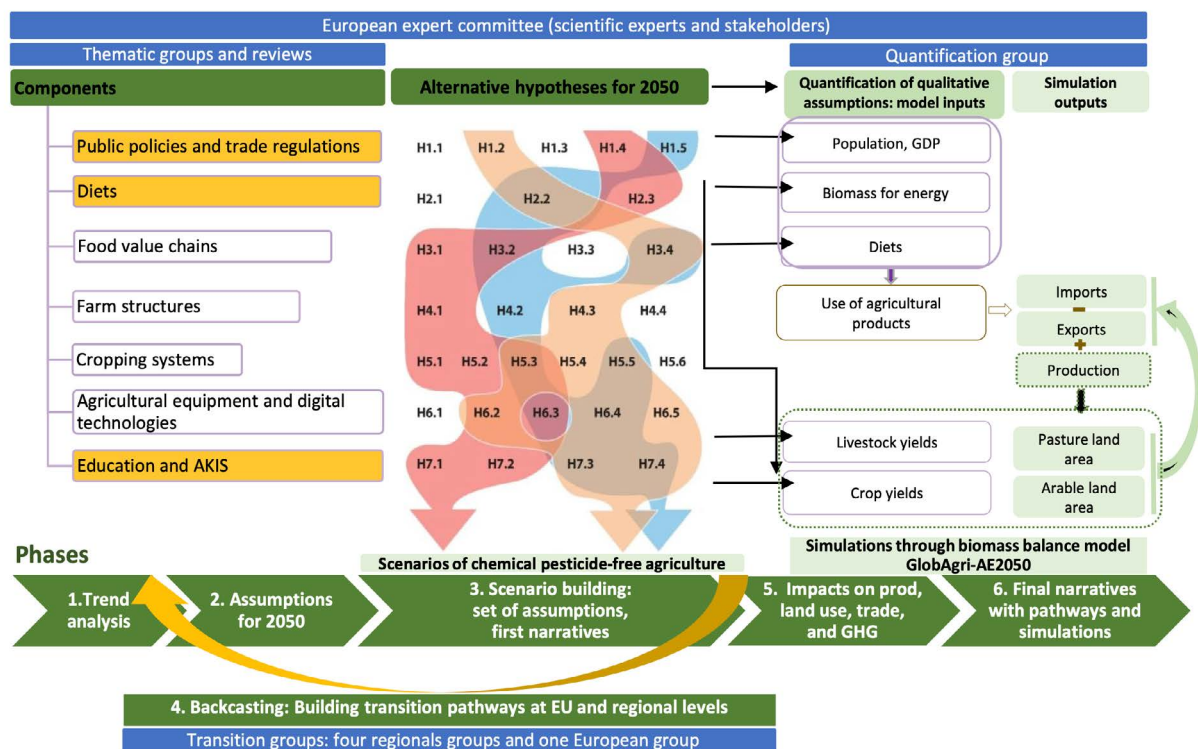 European expert committee (scientific experts and stakeholders)
Thematic groups and reviews
Quantification group
Components
Alternative hypotheses for 2050
Quantification of qualitative
assumptions: model inputs
Simulation
outputs
Public policies and trade regulations
Diets
Food value chains
Farm structures
Cropping systems
Agricultural equipment and digital
technologies
Education and AKIS
H1.1 H1.2 H1.3 H1.4 H1.5
H2.1 H2.2 H2.3
H3.1 H3.2 H3.3 H3.4
H4.1 H4.2 H4.3 H4.4
H5.1 H5.2 H5.3 H5.4 H5.5 H5.6
H6.1 H6.2 H6.3 H6.4 H6.5
H7.1 H7.2 H7.3 H7.4
Population, GDP
Biomass for energy
Diets
Use of agricultural
products
Imports
Exports
Production
Livestock yields
Crop yields
Pasture land
area
Arable land
area
Scenarios of chemical pesticide-free agriculture
Simulations through biomass balance model
GlobAgri-AE2050
Phases
1.Trend
analysis
2. Assumptions
for 2050
3. Scenario building:
set of assumptions,
first narratives
5. Impacts on prod,
land use, trade,
and GHG
6. Final narratives
with pathways and
simulations
4. Backcasting: Building transition pathways at EU and regional levels
Transition groups: four regionals groups and one European group